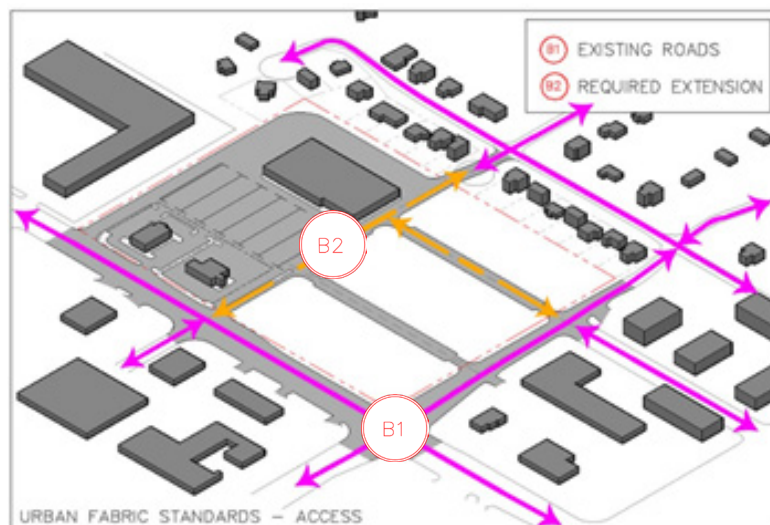 B1 EXISTING ROADS
B2 REQUIRED EXTENSION
B2
B1
URBAN FABRIC STANDARDS – ACCESS